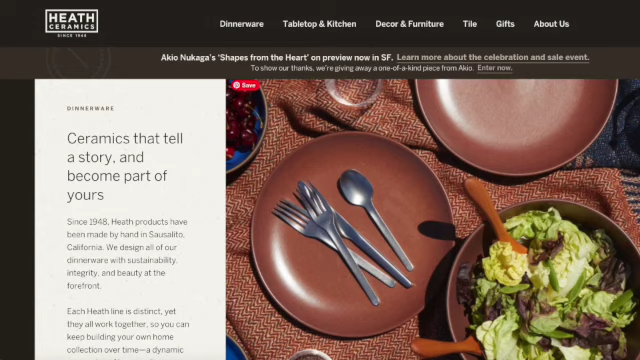 HEATH
CERAMICS
SINCE 1948
Dinnerware Tabletop & Kitchen Decor & Furniture Tile Gifts About Us
Akio Nukaga's 'Shapes from the Heart' on preview now in SF. Learn more about the celebration and sale event.
To show our thanks, we're giving away a one-of-a-kind piece from Akio. Enter now.
Save
DINNERWARE
Ceramics that tell
a story, and
become part of
yours
Since 1948, Heath products have
been made by hand in Sausalito,
California. We design all of our
dinnerware with sustainability,
integrity, and beauty at the
forefront.
Each Heath line is distinct, yet
they all work together, so you can
keep building your own home
collection over time—a dynamic